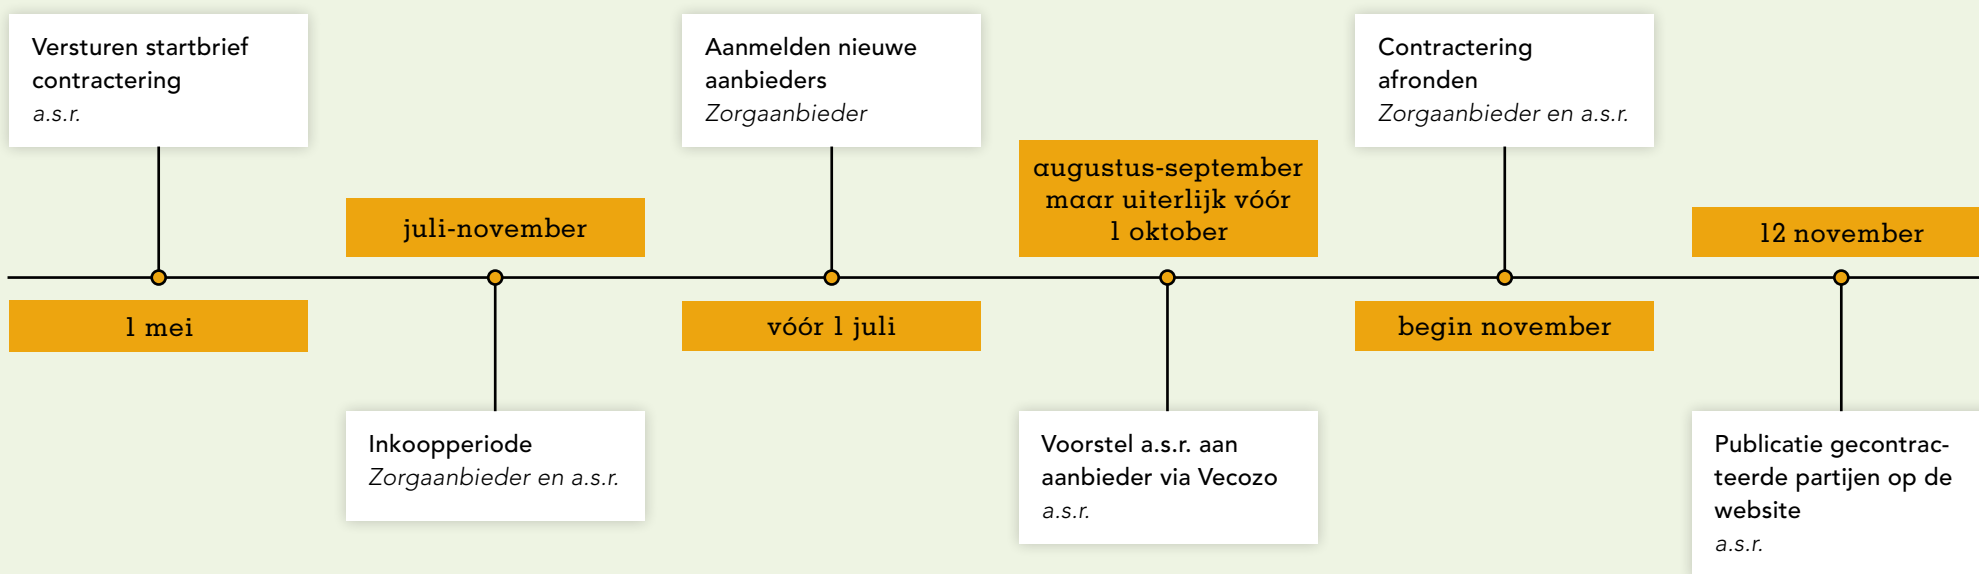 Versturen startbrief
contractering
a.s.r.
1 mei
juli-november
Inkoopperiode
Zorgaanbieder en a.s.r.
Aanmelden nieuwe
aanbieders
Zorgaanbieder
vóór 1 juli
augustus-september
maar uiterlijk vóór
1 oktober
Voorstel a.s.r. aan
aanbieder via Vecozo
a.s.r.
Contractering
afronden
Zorgaanbieder en a.s.r.
begin november
12 november
Publicatie gecontrac-
teerde partijen op de
website
a.s.r.